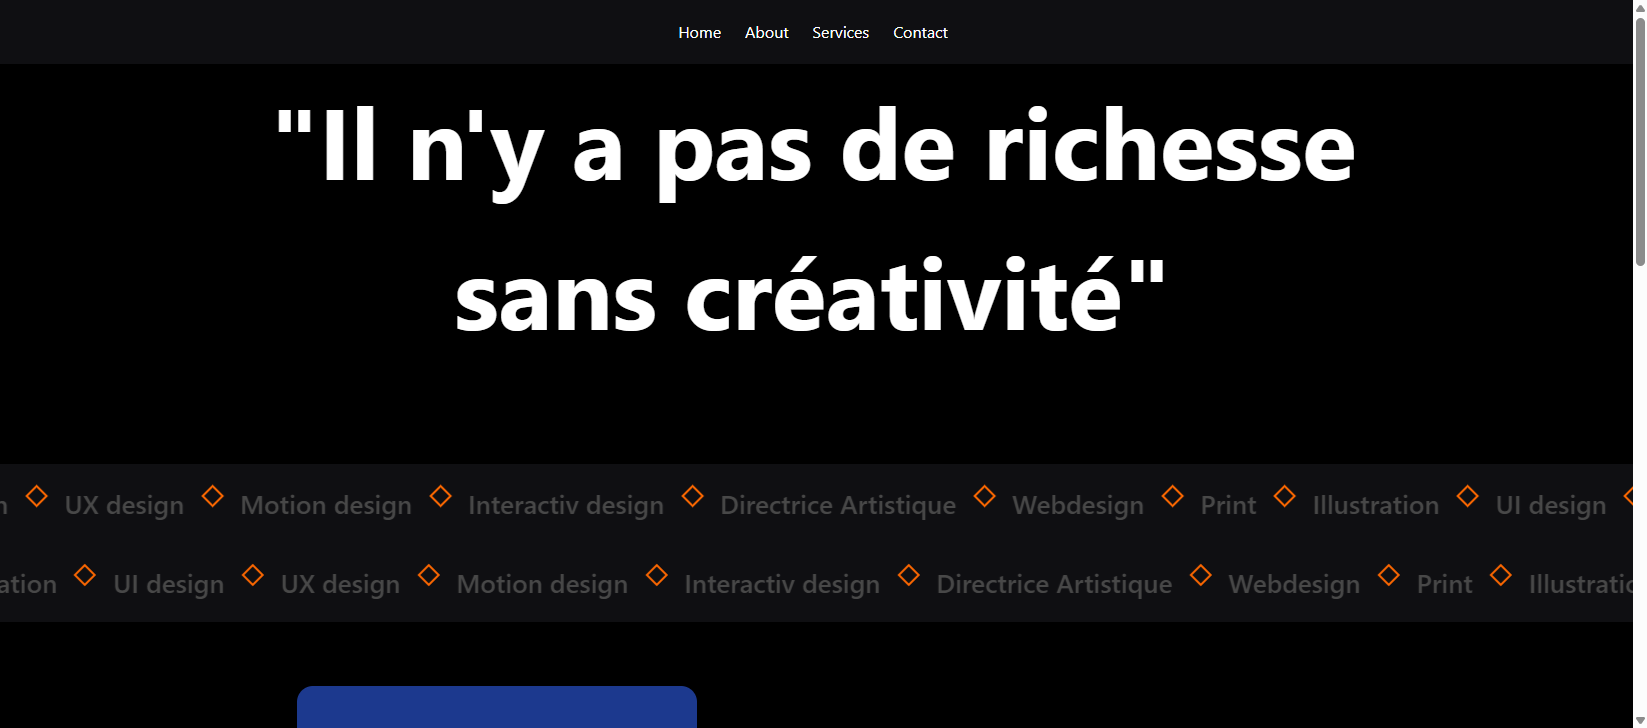 Home About Services Contact
"Il n'y a pas de richesse
sans créativité"
n UX design Motion design Interactiv design Directrice Artistique Webdesign Print Illustration UI design
ation UI design UX design Motion design Interactiv design Directrice Artistique Webdesign Print Illustratio